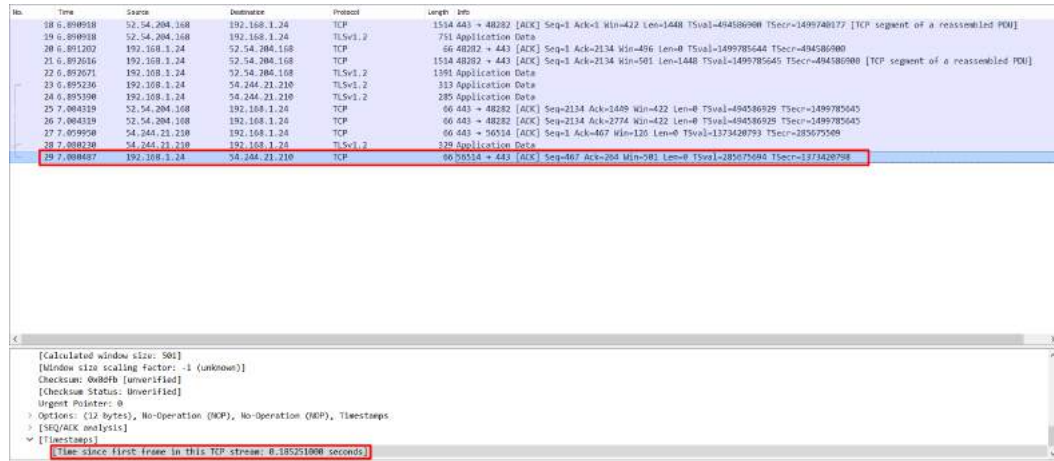 No. Time Source Destination Protocol Length Info
18 6.890918 52.54.204.168 192.168.1.24 TCP 1514 443 → 48282 [ACK] Seq=1 Ack=1 Win=422 Len=1448 TSval=494586900 TSecr=1499740177 [TCP segment of a reassembled PDU]
19 6.890918 52.54.204.168 192.168.1.24 TLSv1.2 751 Application Data
20 6.891202 192.168.1.24 52.54.204.168 TCP 66 48282 → 443 [ACK] Seq=1 Ack=2134 Win=496 Len=0 TSval=1499785644 TSecr=494586900
21 6.892616 192.168.1.24 52.54.204.168 TCP 1514 48282 → 443 [ACK] Seq=1 Ack=2134 Win=501 Len=1448 TSval=1499785645 TSecr=494586900 [TCP segment of a reassembled PDU]
22 6.892671 192.168.1.24 52.54.204.168 TLSv1.2 1391 Application Data
23 6.895236 192.168.1.24 54.244.21.210 TLSv1.2 313 Application Data
24 6.895390 192.168.1.24 54.244.21.210 TLSv1.2 285 Application Data
25 7.004319 52.54.204.168 192.168.1.24 TCP 66 443 → 48282 [ACK] Seq=2134 Ack=1449 Win=422 Len=0 TSval=494586929 TSecr=1499785645
26 7.004319 52.54.204.168 192.168.1.24 TCP 66 443 → 48282 [ACK] Seq=2134 Ack=2774 Win=422 Len=0 TSval=494586929 TSecr=1499785645
27 7.059950 54.244.21.210 192.168.1.24 TCP 66 443 → 56514 [ACK] Seq=1 Ack=467 Win=126 Len=0 TSval=1373420793 TSecr=285675509
28 7.080230 54.244.21.210 192.168.1.24 TLSv1.2 329 Application Data
29 7.080487 192.168.1.24 54.244.21.210 TCP 66 56514 → 443 [ACK] Seq=467 Ack=264 Win=501 Len=0 TSval=285675694 TSecr=1373420798
[Calculated window size: 501]
[Window size scaling factor: -1 (unknown)]
Checksum: 0x0dfb [unverified]
[Checksum Status: Unverified]
Urgent Pointer: 0
Options: (12 bytes), No-Operation (NOP), No-Operation (NOP), Timestamps
[SEQ/ACK analysis]
[Timestamps]
[Time since first frame in this TCP stream: 0.185251000 seconds]